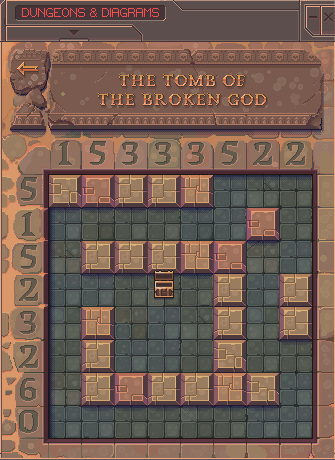 DUNGEONS & DIAGRAMS
THE TOMB OF
THE BROKEN GOD
1 5 3 3 3 5 2 2
5
1
5
2
3
2
6
0